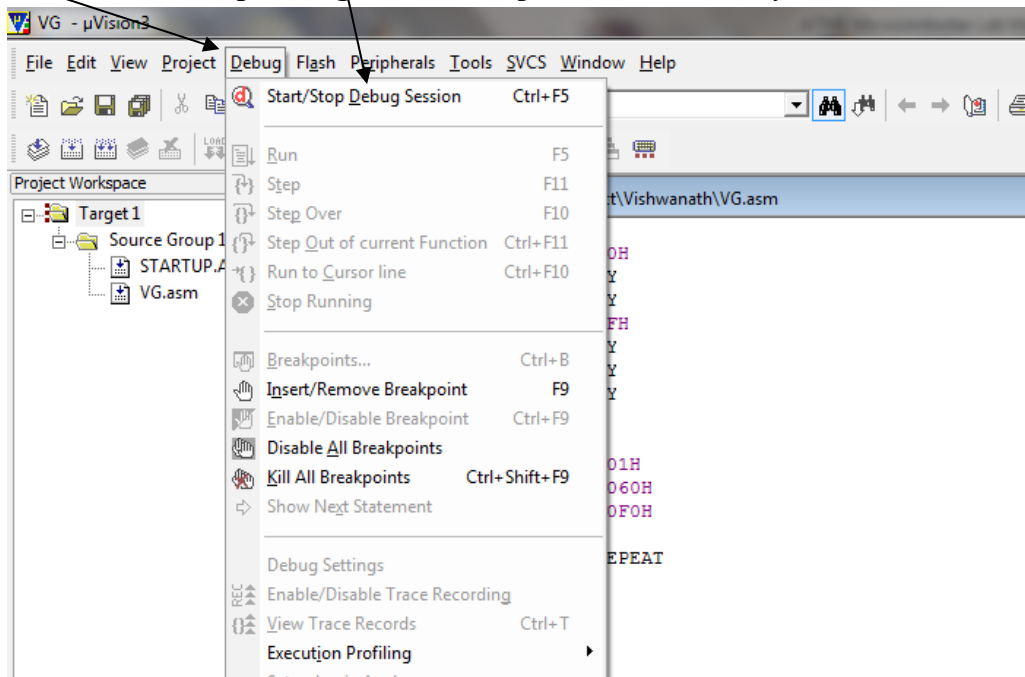 VG - µVision3
File Edit View Project Debug Flash Peripherals Tools SVCS Window Help
Start/Stop Debug Session Ctrl+F5
Run F5
Project Workspace
Step F11
t\Vishwanath\VG.asm
Target 1
Step Over F10
Source Group 1
Step Out of current Function Ctrl+F11
0H
STARTUP.A
Run to Cursor line Ctrl+F10
Y
VG.asm
Stop Running
Y
FH
Breakpoints... Ctrl+B
Y
Y
Insert/Remove Breakpoint F9
Y
Enable/Disable Breakpoint Ctrl+F9
Disable All Breakpoints
01H
Kill All Breakpoints Ctrl+Shift+F9
060H
Show Next Statement
0F0H
EPEAT
Debug Settings
Enable/Disable Trace Recording
View Trace Records Ctrl+T
Execution Profiling